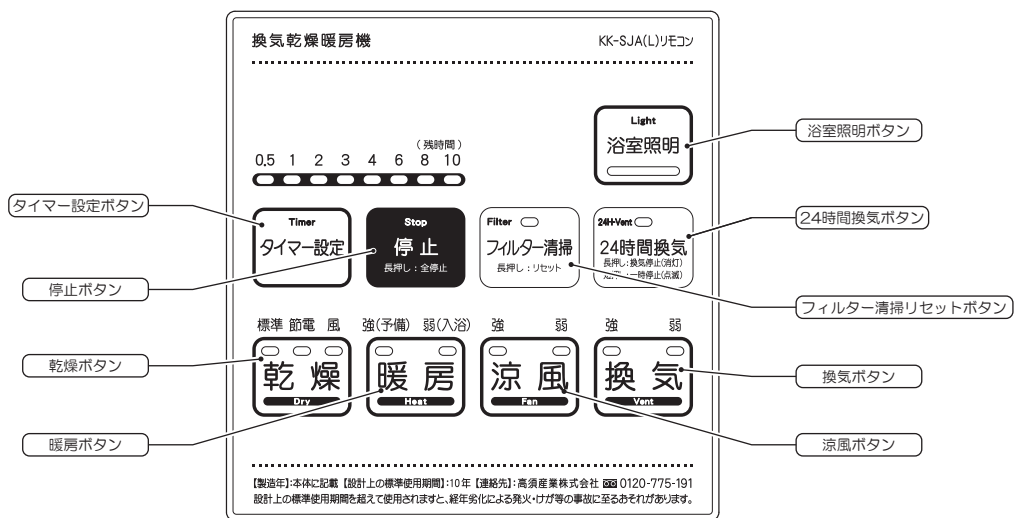 換気乾燥暖房機
KK-SJA(L)リモコン
Light
浴室照明
浴室照明ボタン
(残時間)
0.5 1 2 3 4 6 8 10
タイマー設定ボタン
Timer
タイマー設定
Stop
停止
長押し:全停止
Filter
フィルター清掃
長押し:リセット
24H-Vent
24時間換気
長押し:換気停止(消灯)
短押し:一時停止(点滅)
24時間換気ボタン
停止ボタン
フィルター清掃リセットボタン
標準 節電 風
強(予備) 弱(入浴)
強 弱
強 弱
乾燥ボタン
乾燥
Dry
暖房
Heat
涼風
Fan
換気
Vent
換気ボタン
暖房ボタン
涼風ボタン
【製造年】:本体に記載【設計上の標準使用期間】:10年【連絡先】:高須産業株式会社 0120-775-191
設計上の標準使用期間を超えて使用されますと、経年劣化による発火・けが等の事故に至るおそれがあります。